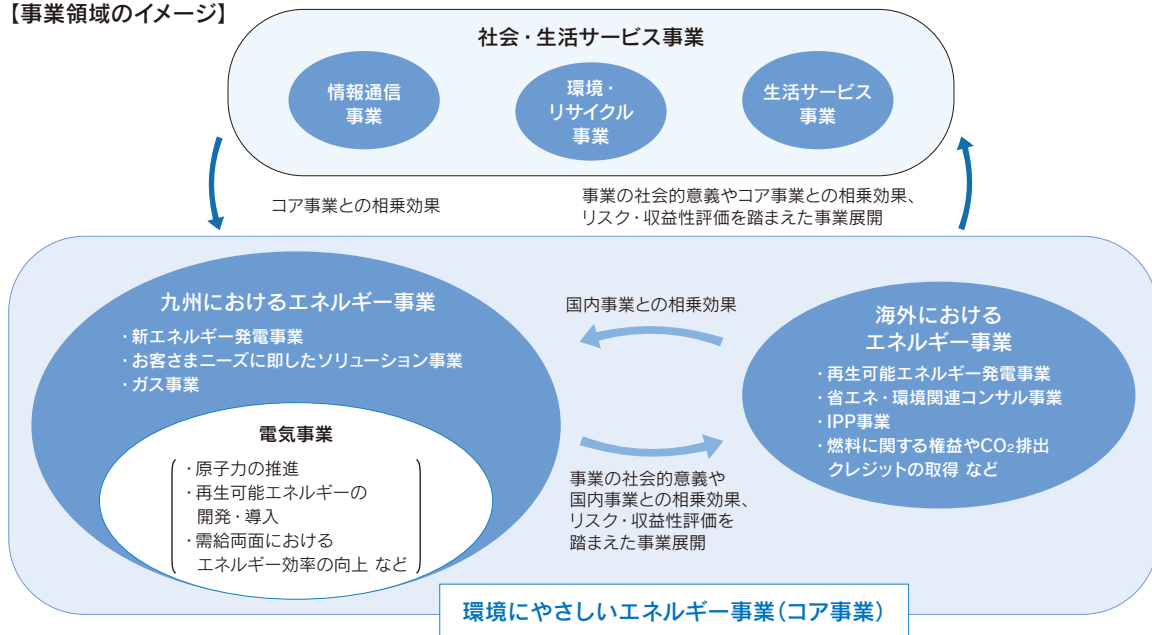 【事業領域のイメージ】
社会・生活サービス事業
情報通信
事業
環境・
リサイクル
事業
生活サービス
事業
コア事業との相乗効果
事業の社会的意義やコア事業との相乗効果、
リスク・収益性評価を踏まえた事業展開
九州におけるエネルギー事業
・新エネルギー発電事業
・お客さまニーズに即したソリューション事業
・ガス事業
電気事業
・原子力の推進
・再生可能エネルギーの
開発・導入
・需給両面における
エネルギー効率の向上 など
国内事業との相乗効果
事業の社会的意義や
国内事業との相乗効果、
リスク・収益性評価を
踏まえた事業展開
海外における
エネルギー事業
・再生可能エネルギー発電事業
・省エネ・環境関連コンサル事業
・IPP事業
・燃料に関する権益やCO₂排出
クレジットの取得 など
環境にやさしいエネルギー事業(コア事業)